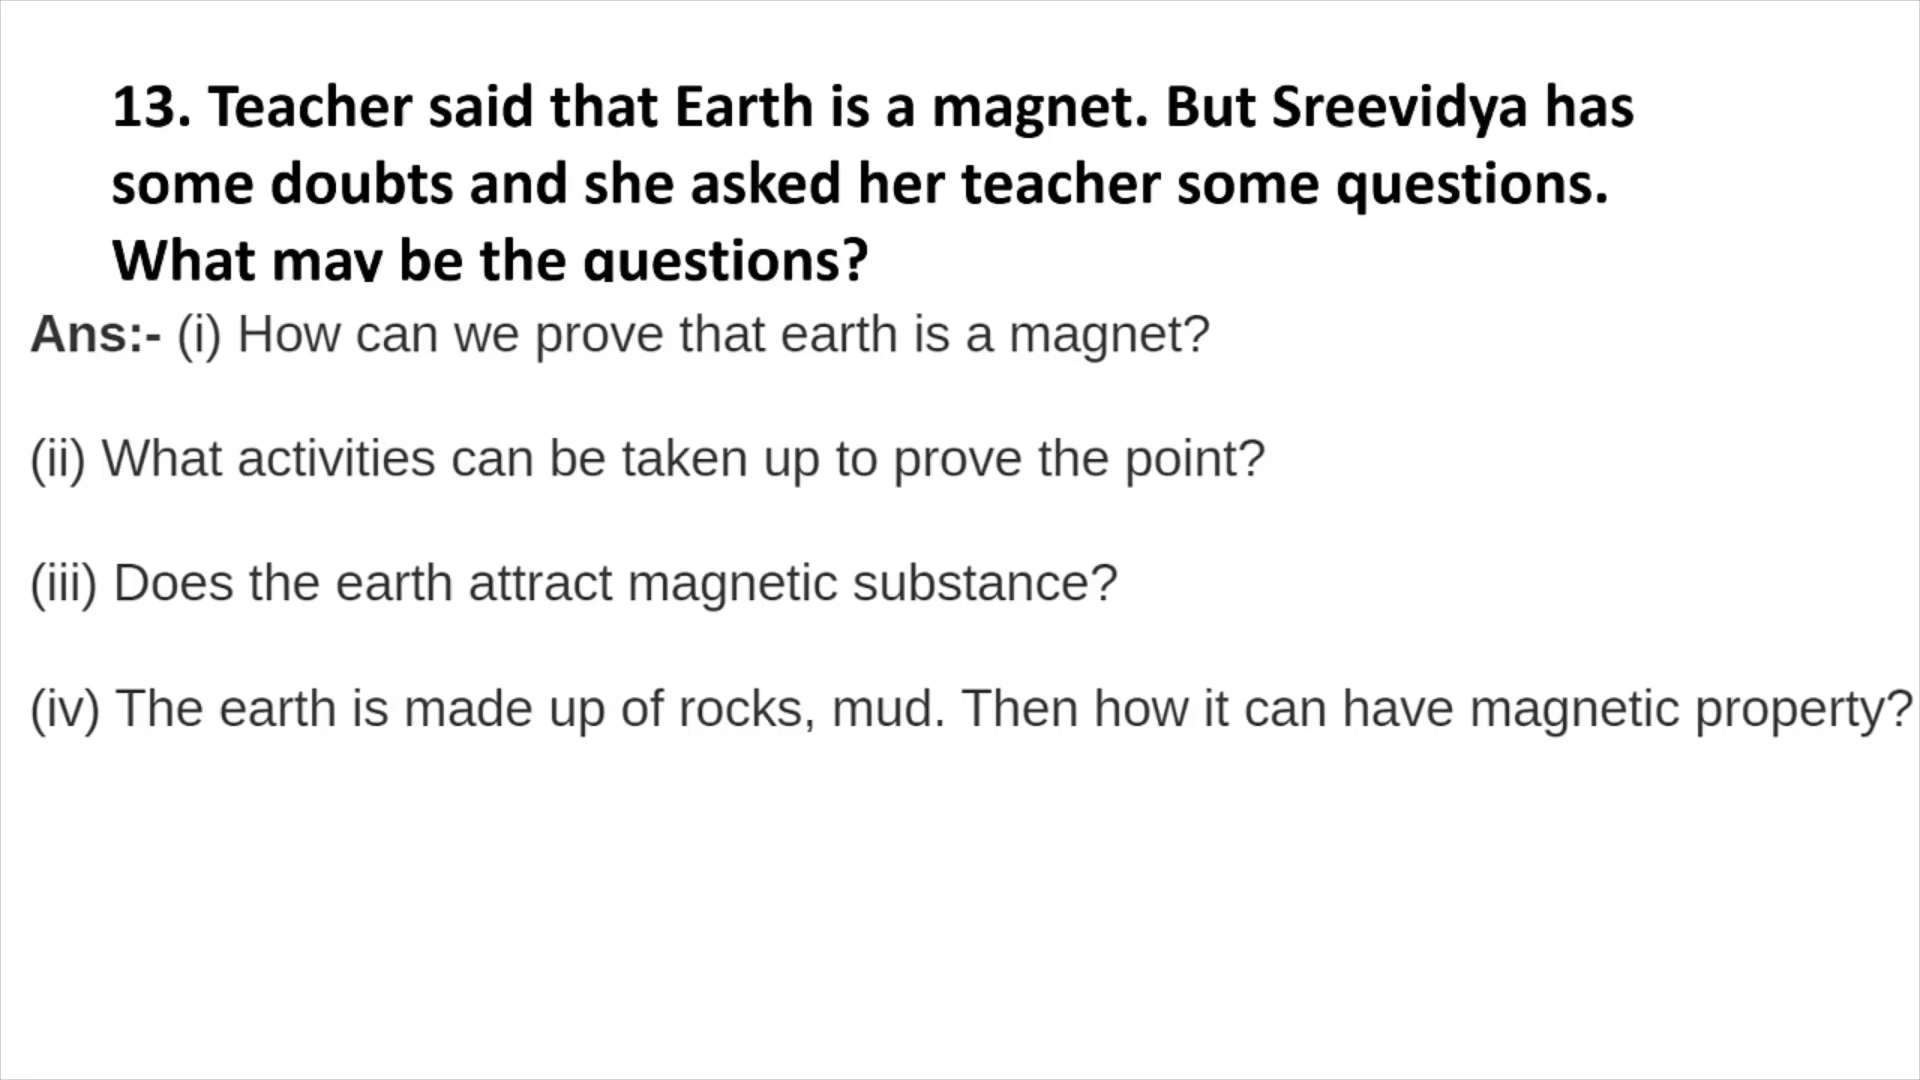 13. Teacher said that Earth is a magnet. But Sreevidya has
some doubts and she asked her teacher some questions.
What may be the questions?
Ans:- (i) How can we prove that earth is a magnet?
(ii) What activities can be taken up to prove the point?
(iii) Does the earth attract magnetic substance?
(iv) The earth is made up of rocks, mud. Then how it can have magnetic property?